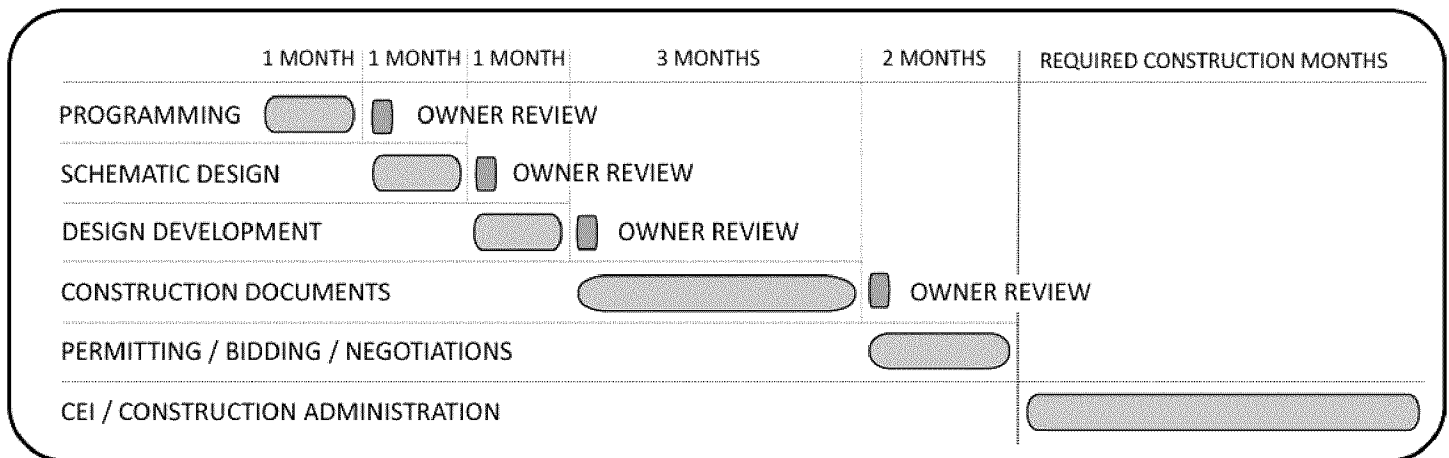 1 MONTH 1 MONTH 1 MONTH 3 MONTHS 2 MONTHS REQUIRED CONSTRUCTION MONTHS
PROGRAMMING OWNER REVIEW
SCHEMATIC DESIGN OWNER REVIEW
DESIGN DEVELOPMENT OWNER REVIEW
CONSTRUCTION DOCUMENTS OWNER REVIEW
PERMITTING / BIDDING / NEGOTIATIONS
CEI / CONSTRUCTION ADMINISTRATION